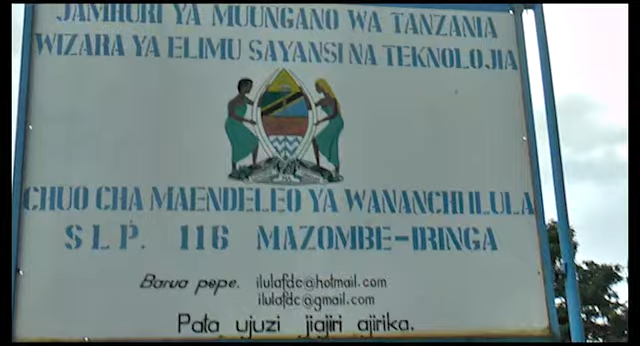 JAMHURI YA MUUNGANO WA TANZANIA
WIZARA YA ELIMU SAYANSI NA TEKNOLOJIA
CHUO CHA MAENDELEO YA WANANCHI ILULA
S L P. 116 MAZOMBE-IRINGA
Barua pepe. ilulafdc@hotmail.com
ilulafdc@gmail.com
Pata ujuzi jiajiri ajirika.